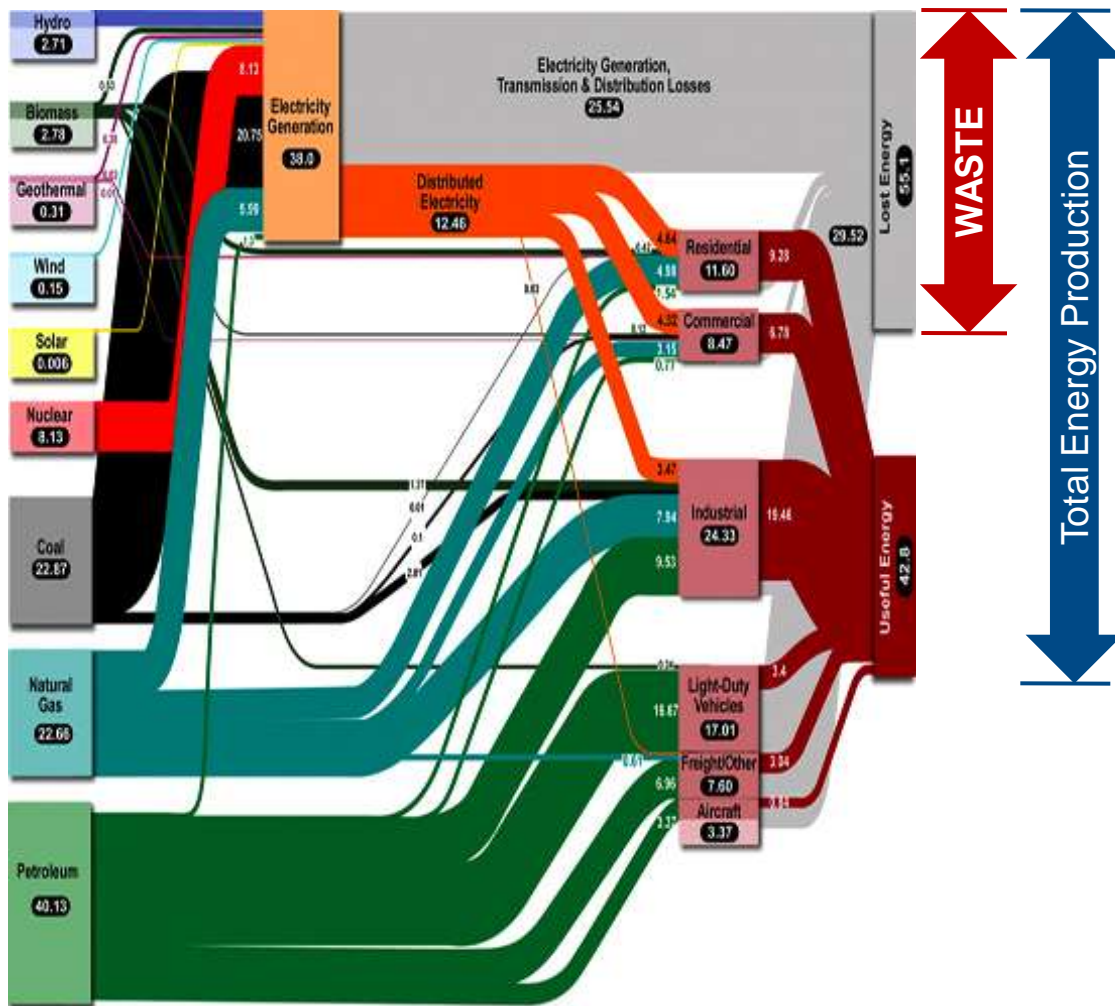 Hydro
2.71
Biomass
2.78
Geothermal
0.31
Wind
0.15
Solar
0.006
Nuclear
8.13
Coal
22.87
Natural
Gas
22.66
Petroleum
40.13
8.13
20.75
Electricity
Generation
38.0
Electricity Generation,
Transmission & Distribution Losses
25.54
Distributed
Electricity
12.46
0.03
0.01
0.1
7.94
9.53
3.47
6.96
3.37
4.64
4.98
1.54
4.32
3.15
0.77
Residential
11.60
Commercial
8.47
Industrial
24.33
Light-Duty
Vehicles
17.01
Freight/Other
7.60
Aircraft
3.37
9.28
6.78
19.46
3.4
3.04
29.52
Lost Energy
55.1
Useful Energy
42.8
WASTE
Total Energy Production